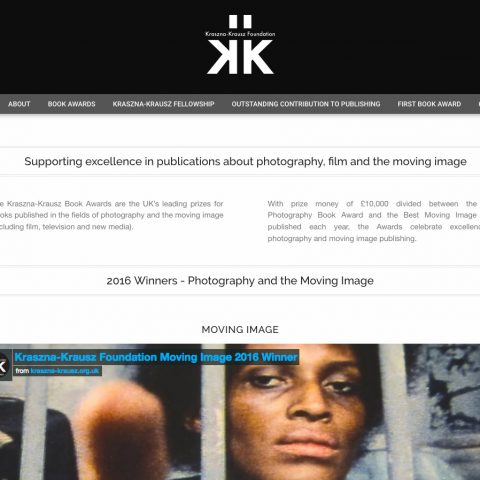 Kraszna-Krausz Foundation
KK
ABOUT BOOK AWARDS KRASZNA-KRAUSZ FELLOWSHIP OUTSTANDING CONTRIBUTION TO PUBLISHING FIRST BOOK AWARD
Supporting excellence in publications about photography, film and the moving image
e Kraszna-Krausz Book Awards are the UK's leading prizes for
oks published in the fields of photography and the moving image
cluding film, television and new media).
With prize money of £10,000 divided between the
Photography Book Award and the Best Moving Image
published each year, the Awards celebrate excellenc
photography and moving image publishing.
2016 Winners - Photography and the Moving Image
MOVING IMAGE
Kraszna-Krausz Foundation Moving Image 2016 Winner
from kraszna-krausz.org.uk